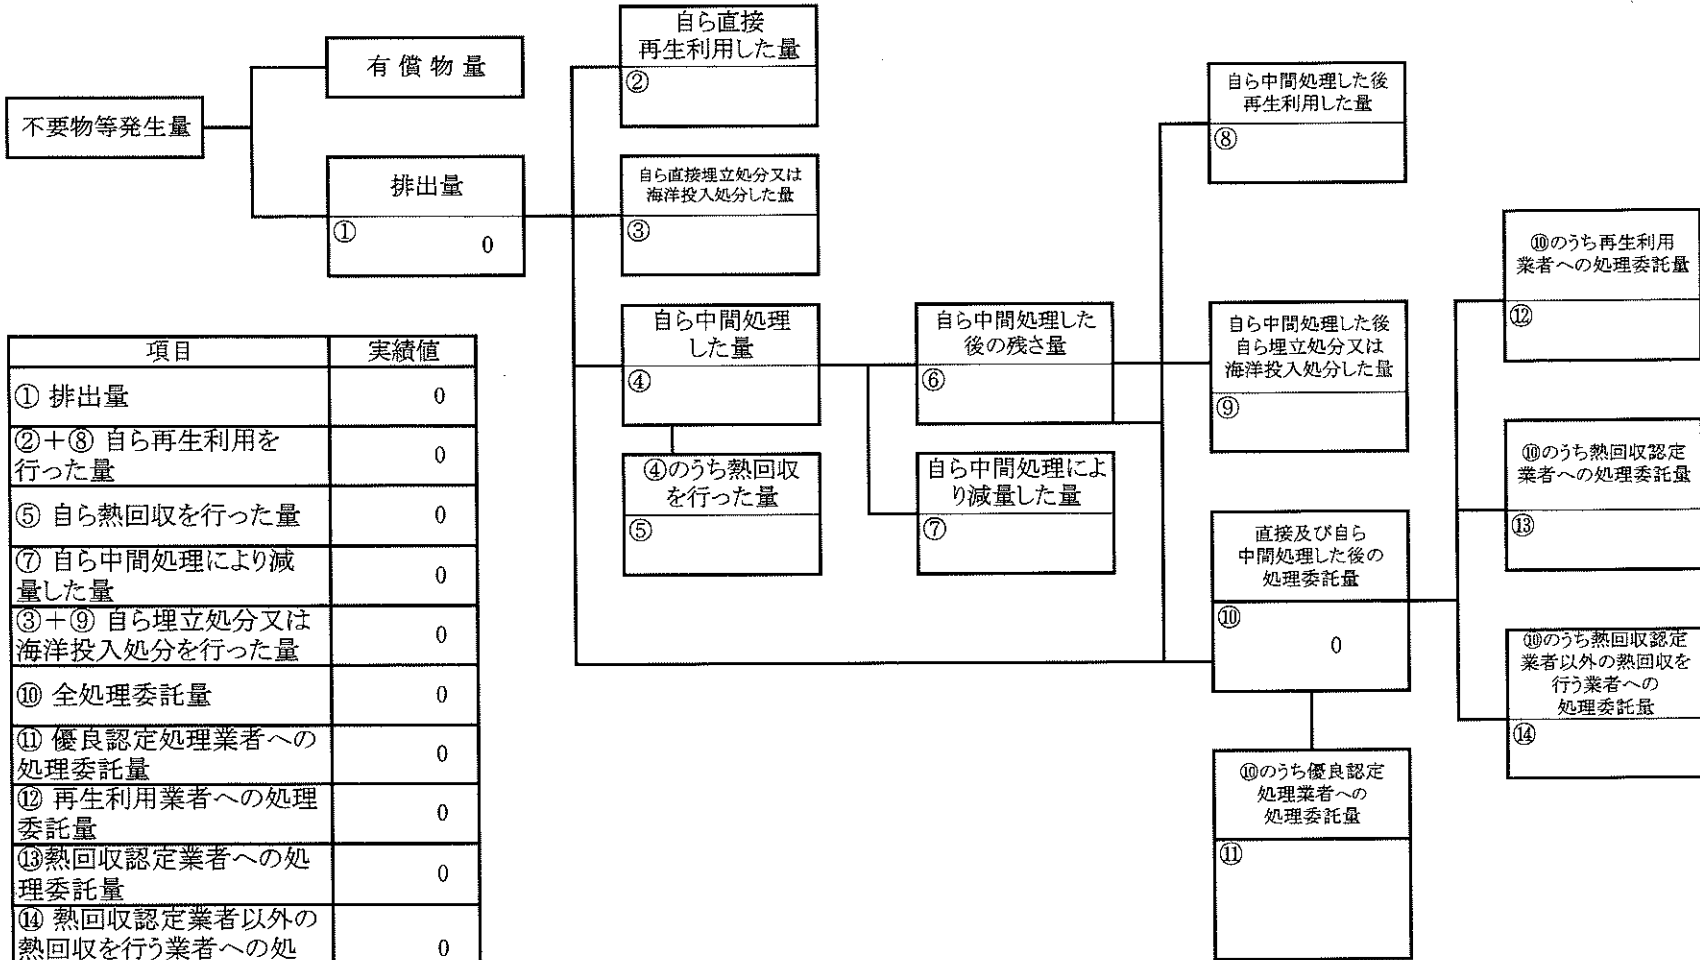 不要物等発生量
有償物量
排出量
①
0
自ら直接
再生利用した量
②
自ら直接埋立処分又は
海洋投入処分した量
③
自ら中間処理
した量
④
④のうち熱回収
を行った量
⑤
自ら中間処理した
後の残さ量
⑥
自ら中間処理によ
り減量した量
⑦
自ら中間処理した後
再生利用した量
⑧
自ら中間処理した後
自ら埋立処分又は
海洋投入処分した量
⑨
直接及び自ら
中間処理した後の
処理委託量
⑩
0
⑩のうち優良認定
処理業者への
処理委託量
⑪
⑩のうち再生利用
業者への処理委託量
⑫
⑩のうち熱回収認定
業者への処理委託量
⑬
⑩のうち熱回収認定
業者以外の熱回収を
行う業者への
処理委託量
⑭
項目 実績値
① 排出量 0
②+⑧ 自ら再生利用を
行った量 0
⑤ 自ら熱回収を行った量 0
⑦ 自ら中間処理により減
量した量 0
③+⑨ 自ら埋立処分又は
海洋投入処分を行った量 0
⑩ 全処理委託量 0
⑪ 優良認定処理業者への
処理委託量 0
⑫ 再生利用業者への処理
委託量 0
⑬熱回収認定業者への処
理委託量 0
⑭ 熱回収認定業者以外の
熱回収を行う業者への処 0